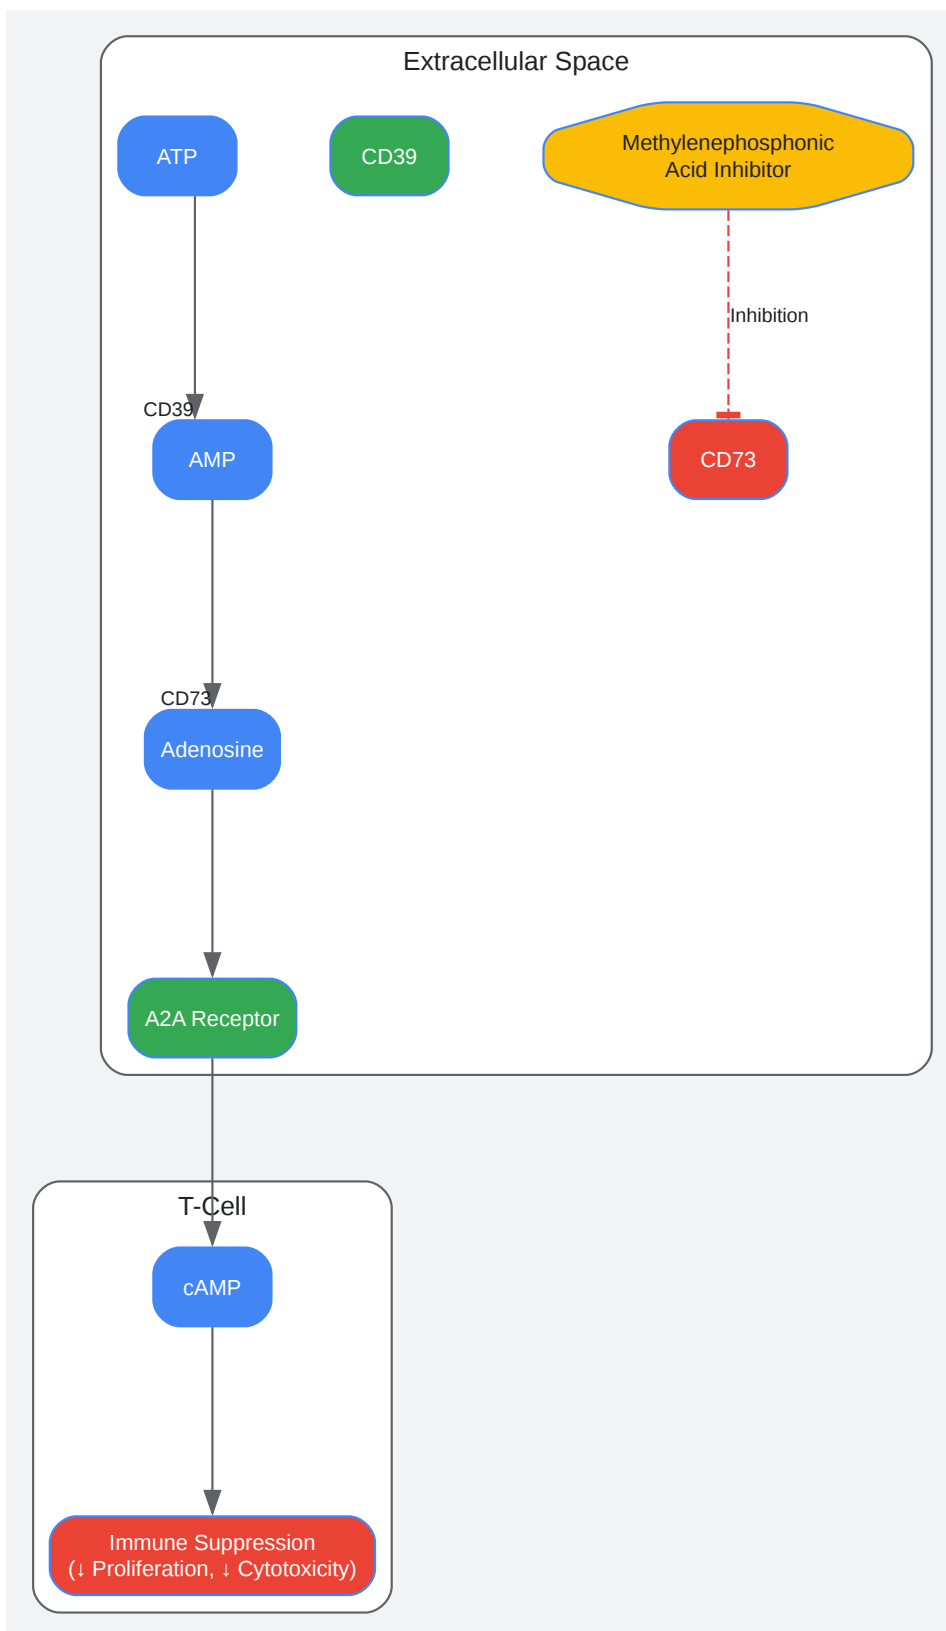 Extracellular Space
ATP
CD39
Methylenephosphonic
Acid Inhibitor
Inhibition
CD39
AMP
CD73
CD73
Adenosine
A2A Receptor
T-Cell
cAMP
Immune Suppression
(↓ Proliferation, ↓ Cytotoxicity)